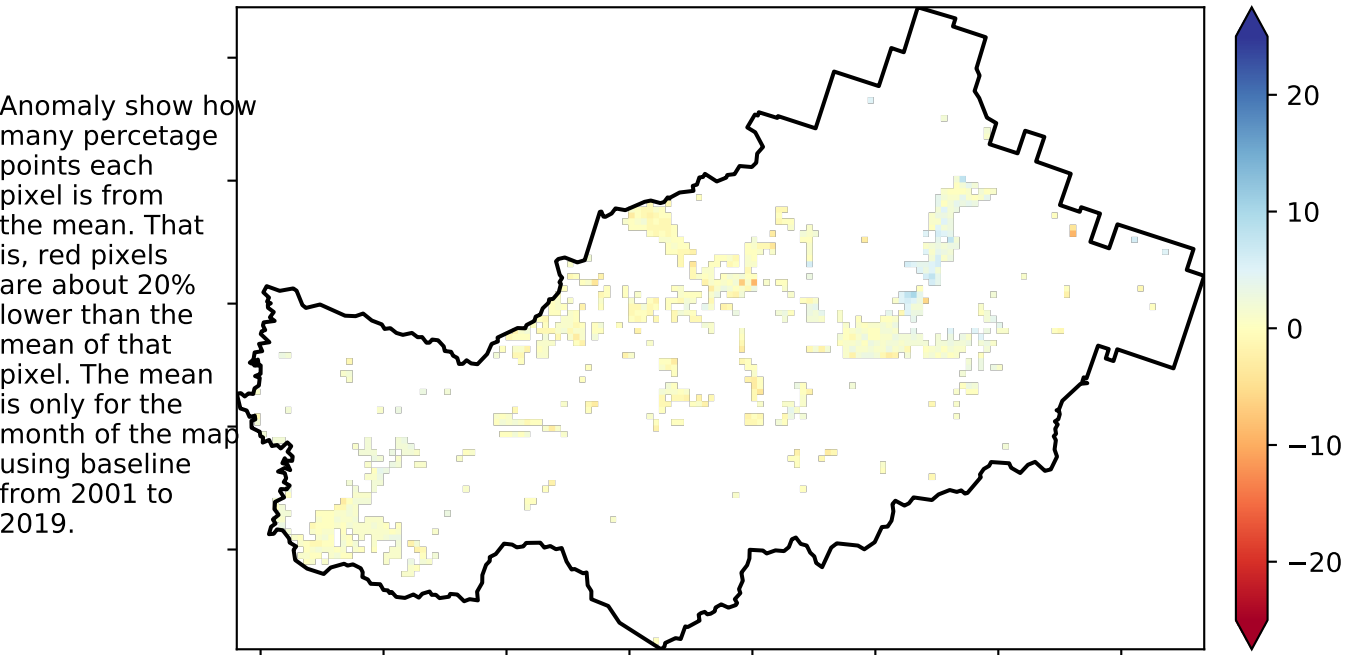 Anomaly show how
many percetage
points each
pixel is from
the mean. That
is, red pixels
are about 20%
lower than the
mean of that
pixel. The mean
is only for the
month of the map
using baseline
from 2001 to
2019.
20
10
0
−10
−20